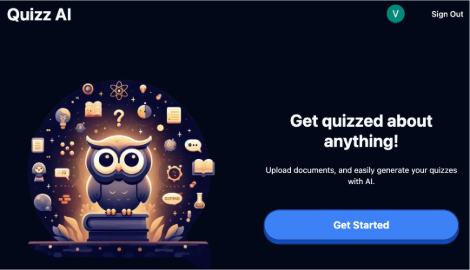 Quizz AI
V
Sign Out
Get quizzed about
anything!
Upload documents, and easily generate your quizzes
with AI.
Get Started
?